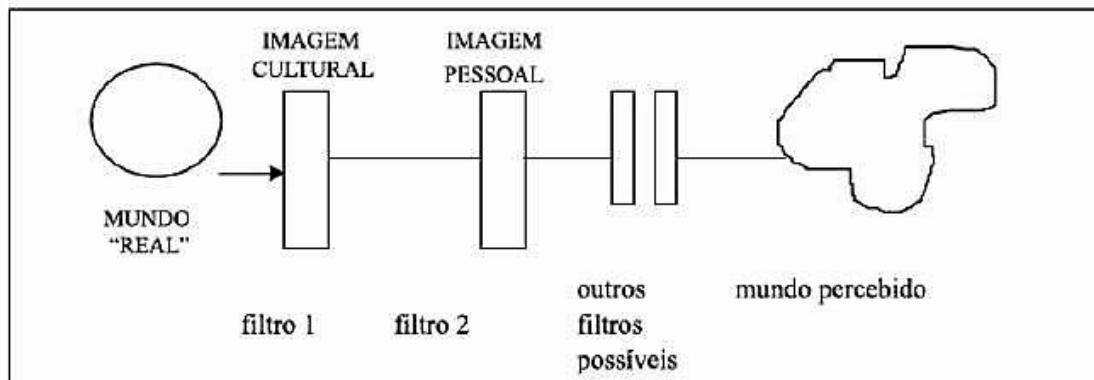 IMAGEM
CULTURAL
IMAGEM
PESSOAL
MUNDO
“REAL”
filtro 1
filtro 2
outros
filtros
possíveis
mundo percebido